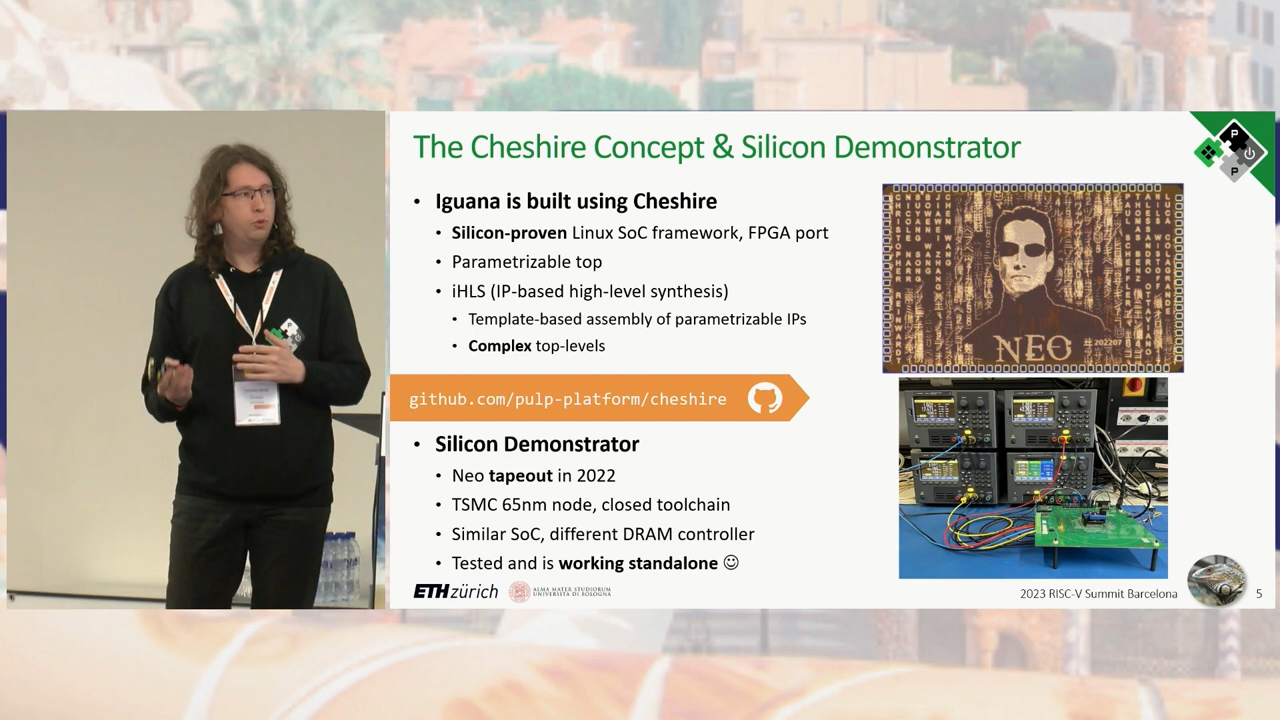 The Cheshire Concept & Silicon Demonstrator
P
P
• Iguana is built using Cheshire
• Silicon-proven Linux SoC framework, FPGA port
• Parametrizable top
• iHLS (IP-based high-level synthesis)
• Template-based assembly of parametrizable IPs
• Complex top-levels
github.com/pulp-platform/cheshire
• Silicon Demonstrator
• Neo tapeout in 2022
• TSMC 65nm node, closed toolchain
• Similar SoC, different DRAM controller
• Tested and is working standalone ☺
NEO
202207
ETH zürich
ALMA MATER STUDIORUM
UNIVERSITÀ DI BOLOGNA
2023 RISC-V Summit Barcelona
5